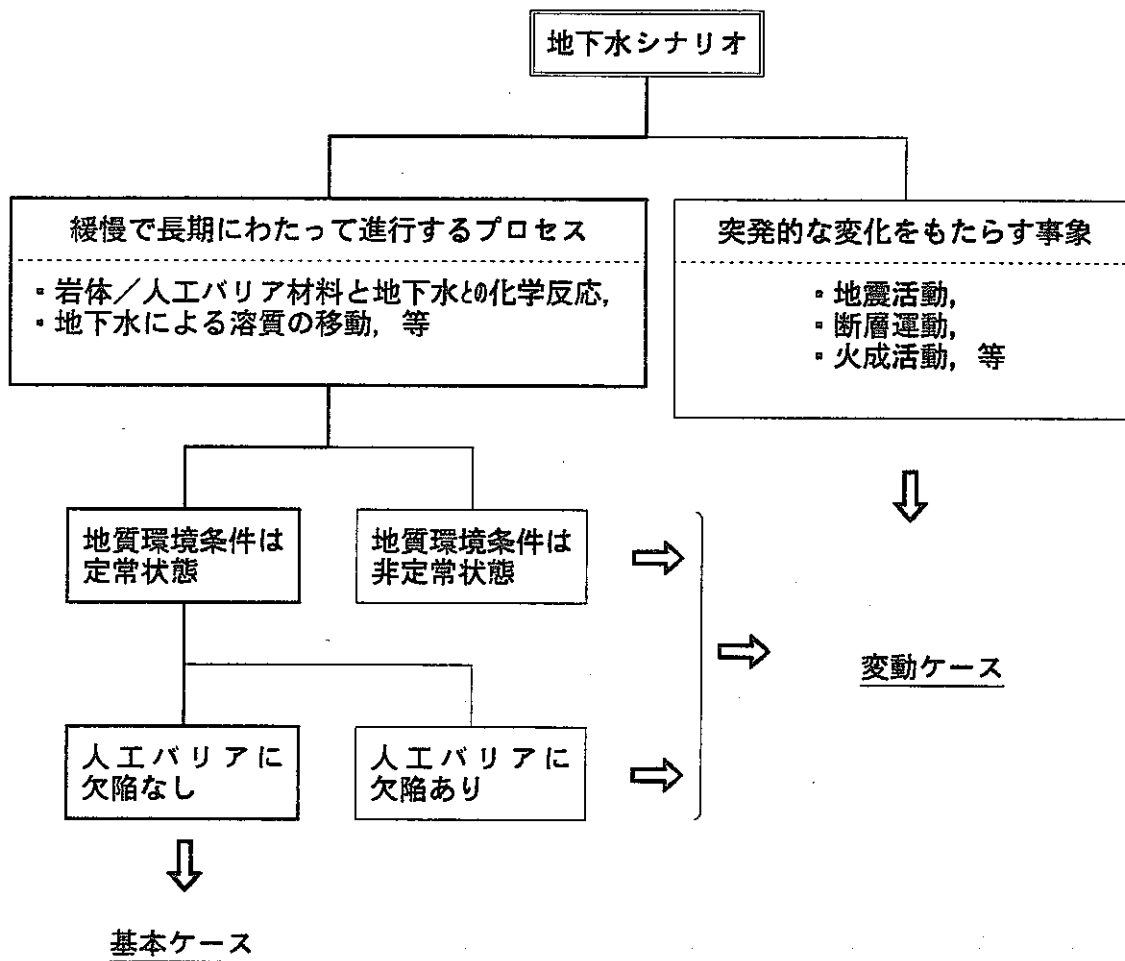 地下水シナリオ
緩慢で長期にわたって進行するプロセス
▫岩体／人工バリア材料と地下水との化学反応,
▫地下水による溶質の移動, 等
突発的な変化をもたらす事象
▫地震活動,
▫断層運動,
▫火成活動, 等
地質環境条件は
定常状態
地質環境条件は
非定常状態
変動ケース
人工バリアに
欠陥なし
人工バリアに
欠陥あり
基本ケース